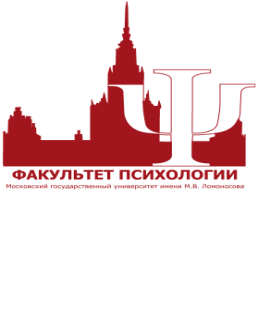 Ψ
ФАКУЛЬТЕТ ПСИХОЛОГИИ
Московский государственный университет имени М.В. Ломоносова